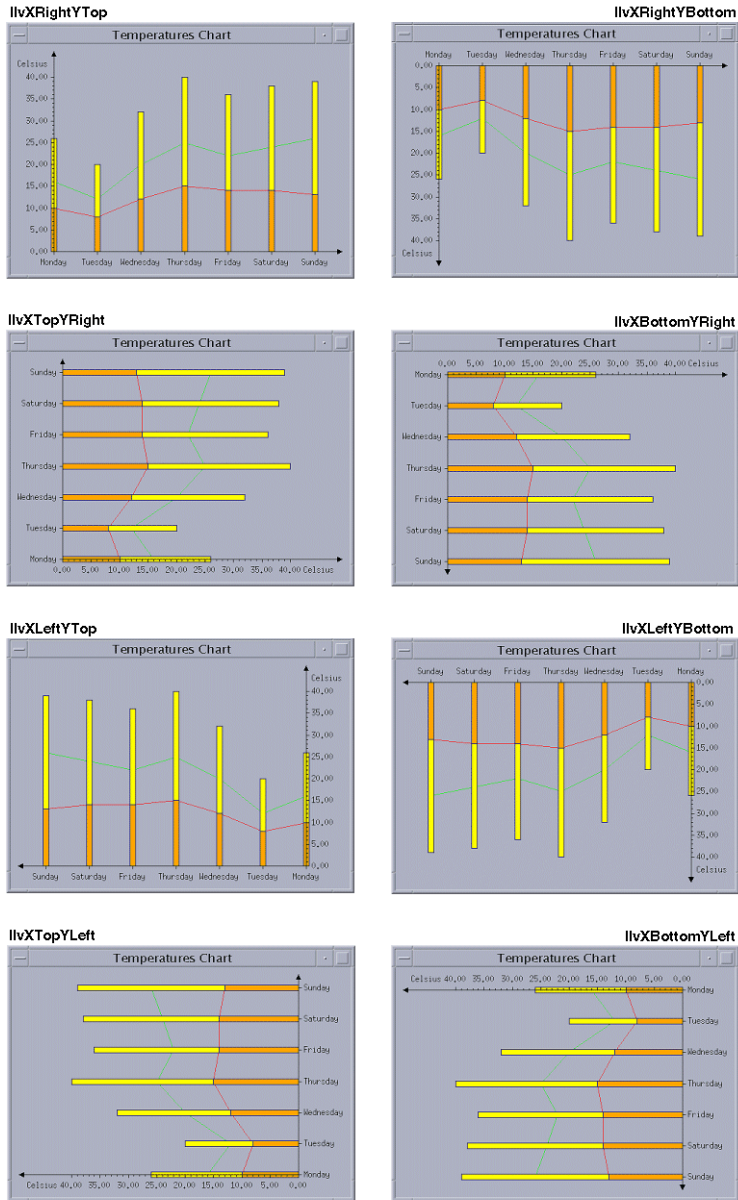 IlvXRightYTop
Temperatures Chart
Celsius
40.00
35.00
30.00
25.00
20.00
15.00
10.00
5.00
0.00
Monday Tuesday Wednesday Thursday Friday Saturday Sunday
IlvXRightYBottom
Temperatures Chart
Monday Tuesday Wednesday Thursday Friday Saturday Sunday
0.00
5.00
10.00
15.00
20.00
25.00
30.00
35.00
40.00
Celsius
IlvXTopYRight
Temperatures Chart
Sunday
Saturday
Friday
Thursday
Wednesday
Tuesday
Monday
0.00 5.00 10.00 15.00 20.00 25.00 30.00 35.00 40.00 Celsius
IlvXBottomYRight
Temperatures Chart
0.00 5.00 10.00 15.00 20.00 25.00 30.00 35.00 40.00 Celsius
Monday
Tuesday
Wednesday
Thursday
Friday
Saturday
Sunday
IlvXLeftYTop
Temperatures Chart
Celsius
40.00
35.00
30.00
25.00
20.00
15.00
10.00
5.00
0.00
Sunday Saturday Friday Thursday Wednesday Tuesday Monday
IlvXLeftYBottom
Temperatures Chart
Sunday Saturday Friday Thursday Wednesday Tuesday Monday
0.00
5.00
10.00
15.00
20.00
25.00
30.00
35.00
40.00
Celsius
IlvXTopYLeft
Temperatures Chart
Sunday
Saturday
Friday
Thursday
Wednesday
Tuesday
Monday
Celsius 40.00 35.00 30.00 25.00 20.00 15.00 10.00 5.00 0.00
IlvXBottomYLeft
Temperatures Chart
Celsius 40.00 35.00 30.00 25.00 20.00 15.00 10.00 5.00 0.00
Monday
Tuesday
Wednesday
Thursday
Friday
Saturday
Sunday